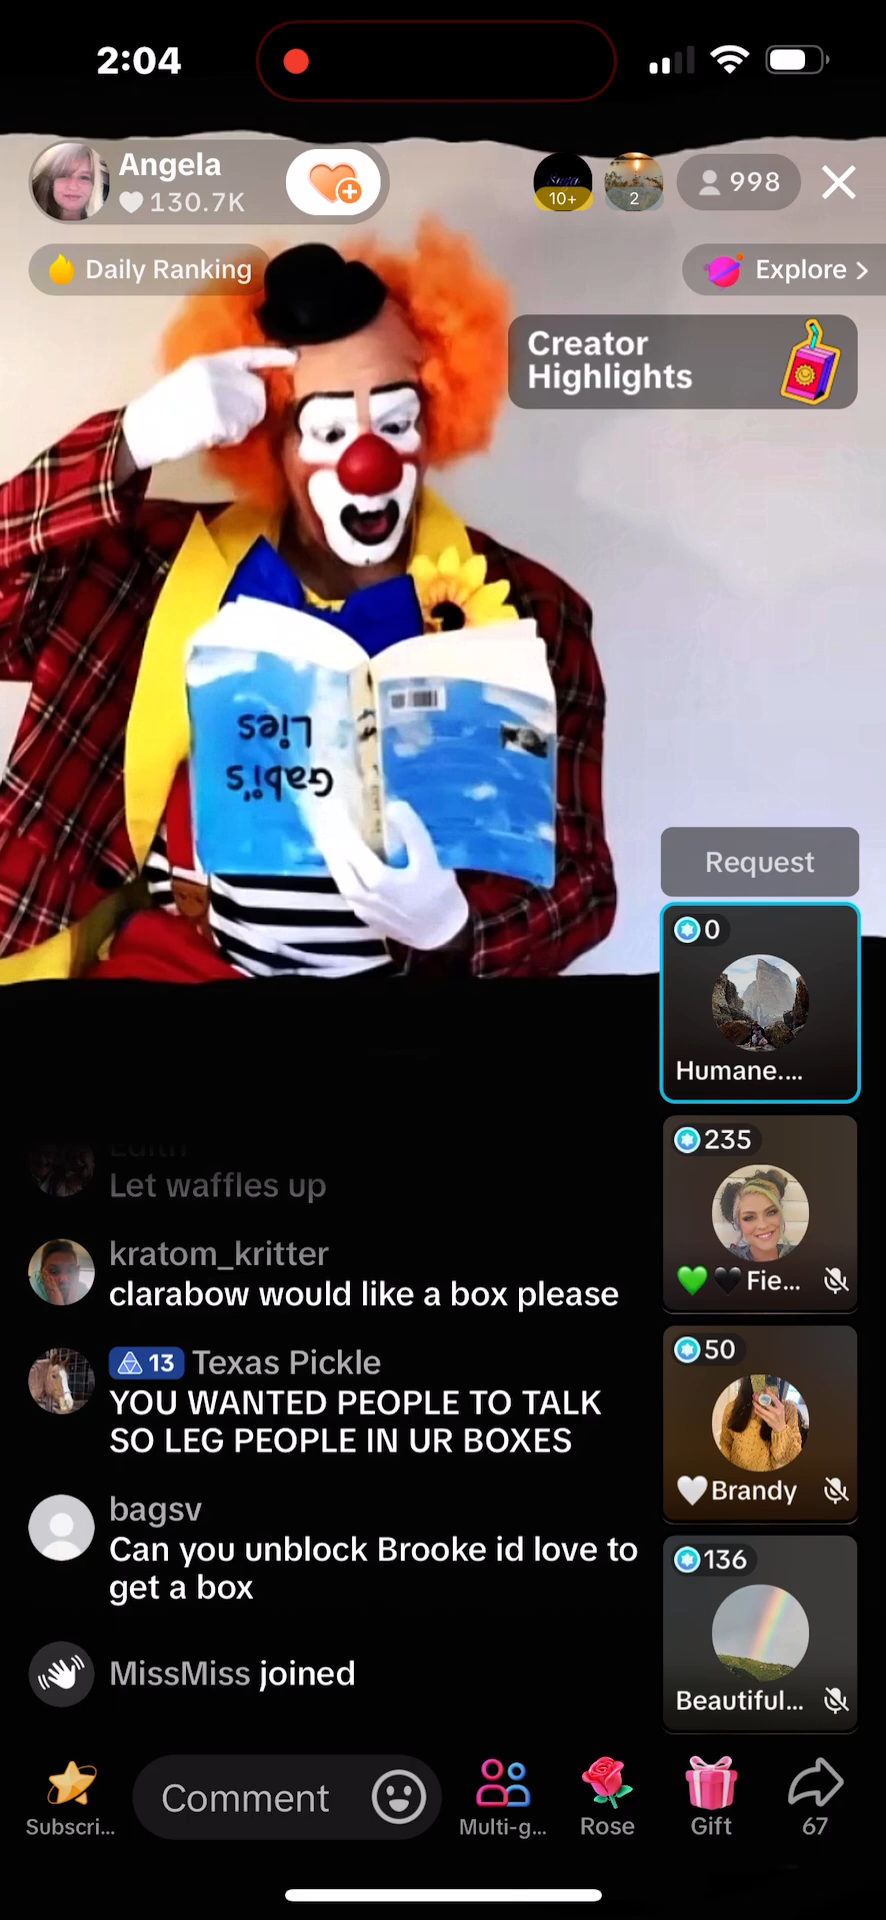 2:04
Angela
130.7K
10+
2
998
Daily Ranking
Explore >
Creator
Highlights
Gabi's
Lies
Request
0
Humane....
Edith
Let waffles up
235
Fie...
kratom_kritter
clarabow would like a box please
50
Brandy
13 Texas Pickle
YOU WANTED PEOPLE TO TALK
SO LEG PEOPLE IN UR BOXES
bagsv
Can you unblock Brooke id love to
get a box
136
Beautiful...
MissMiss joined
Subscri...
Comment
Multi-g...
Rose
Gift
67